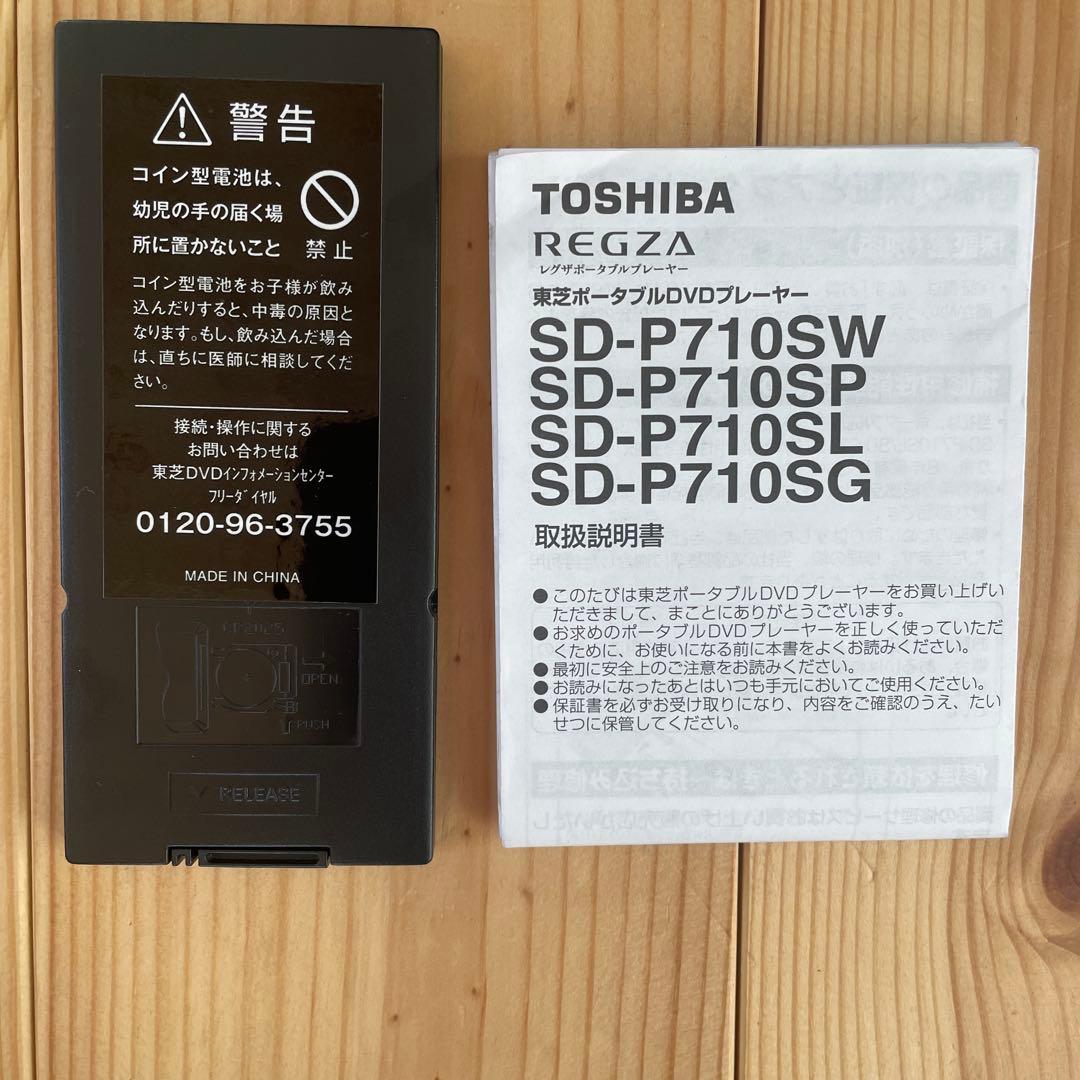 警告
コイン型電池は、
幼児の手の届く場
所に置かないこと
禁止
コイン型電池をお子様が飲み
込んだりすると、中毒の原因と
なります。もし、飲み込んだ場合
は、直ちに医師に相談してくだ
さい。
接続・操作に関する
お問い合わせは
東芝DVDインフォメーションセンター
フリーダイヤル
0120-96-3755
MADE IN CHINA
CR2025
OPEN
PUSH
RELEASE
TOSHIBA
REGZA
レグザポータブルプレーヤー
東芝ポータブルDVDプレーヤー
SD-P710SW
SD-P710SP
SD-P710SL
SD-P710SG
取扱説明書
●このたびは東芝ポータブルDVDプレーヤーをお買い上げい
ただきまして、まことにありがとうございます。
●お求めのポータブルDVDプレーヤーを正しく使っていただ
くために、お使いになる前に本書をよくお読みください。
●最初に安全上のご注意をお読みください。
●お読みになったあとはいつも手元においてご使用ください。
●保証書を必ずお受け取りになり、内容をご確認のうえ、たい
せつに保管してください。